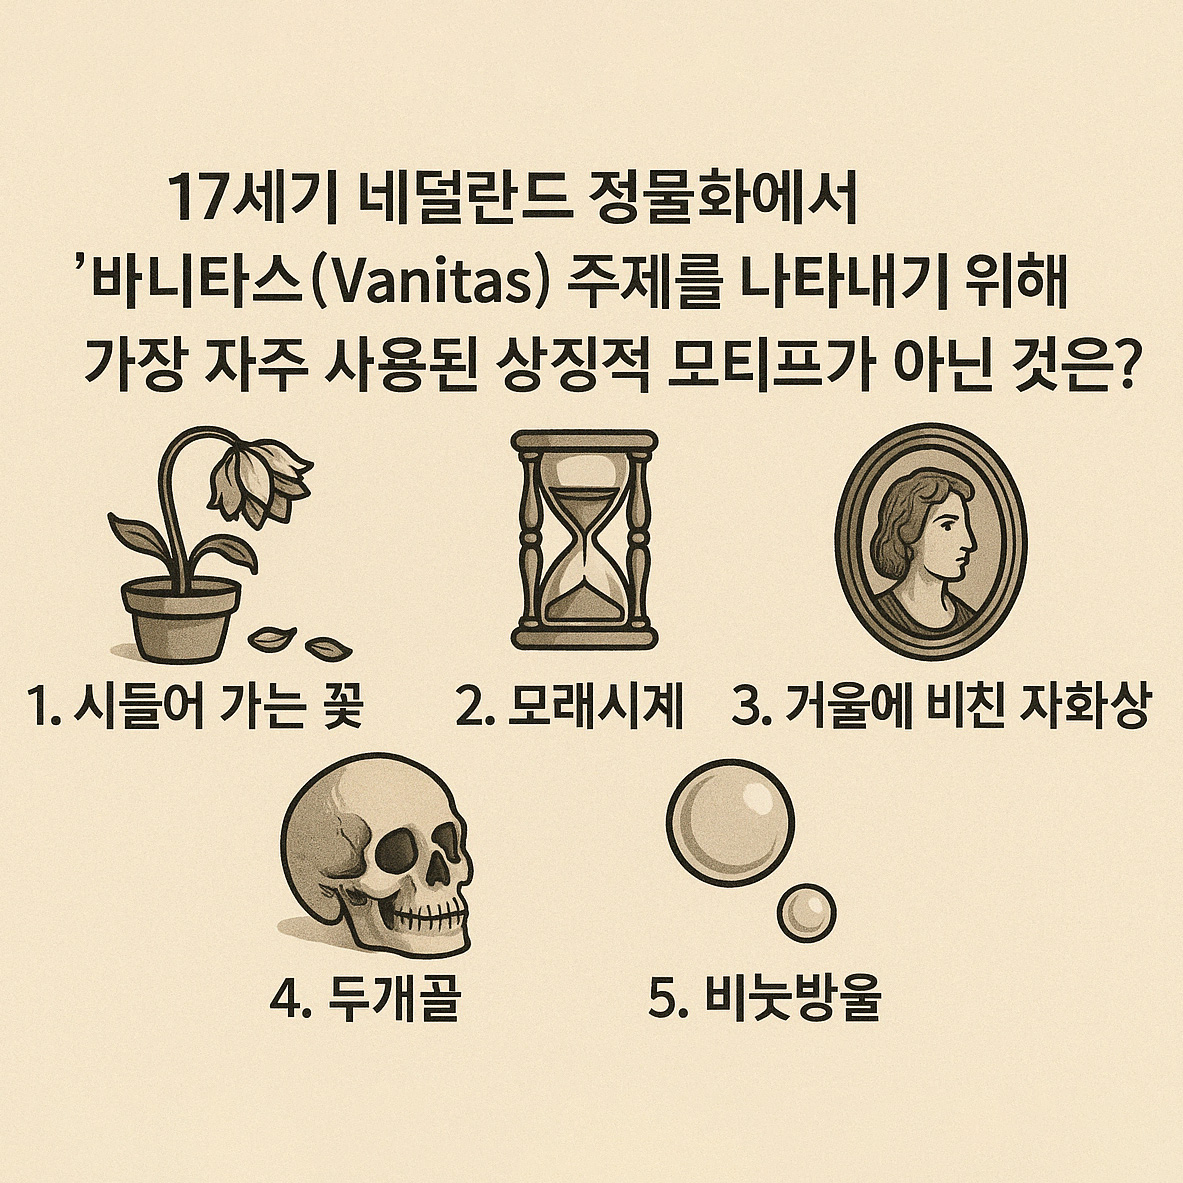 17세기 네덜란드 정물화에서
’바니타스(Vanitas) 주제를 나타내기 위해
가장 자주 사용된 상징적 모티프가 아닌 것은?
1. 시들어 가는 꽃
2. 모래시계
3. 거울에 비친 자화상
4. 두개골
5. 비눗방울